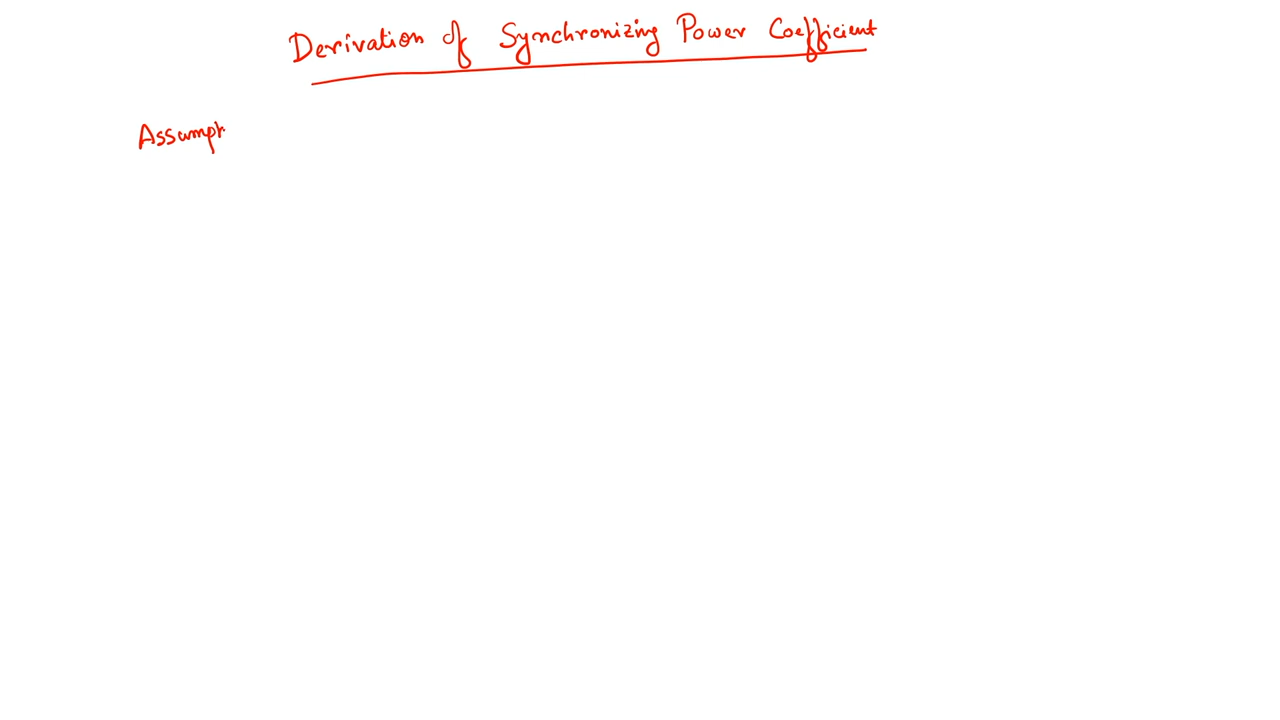 Derivation of Synchronizing Power Coefficient
Assumpt